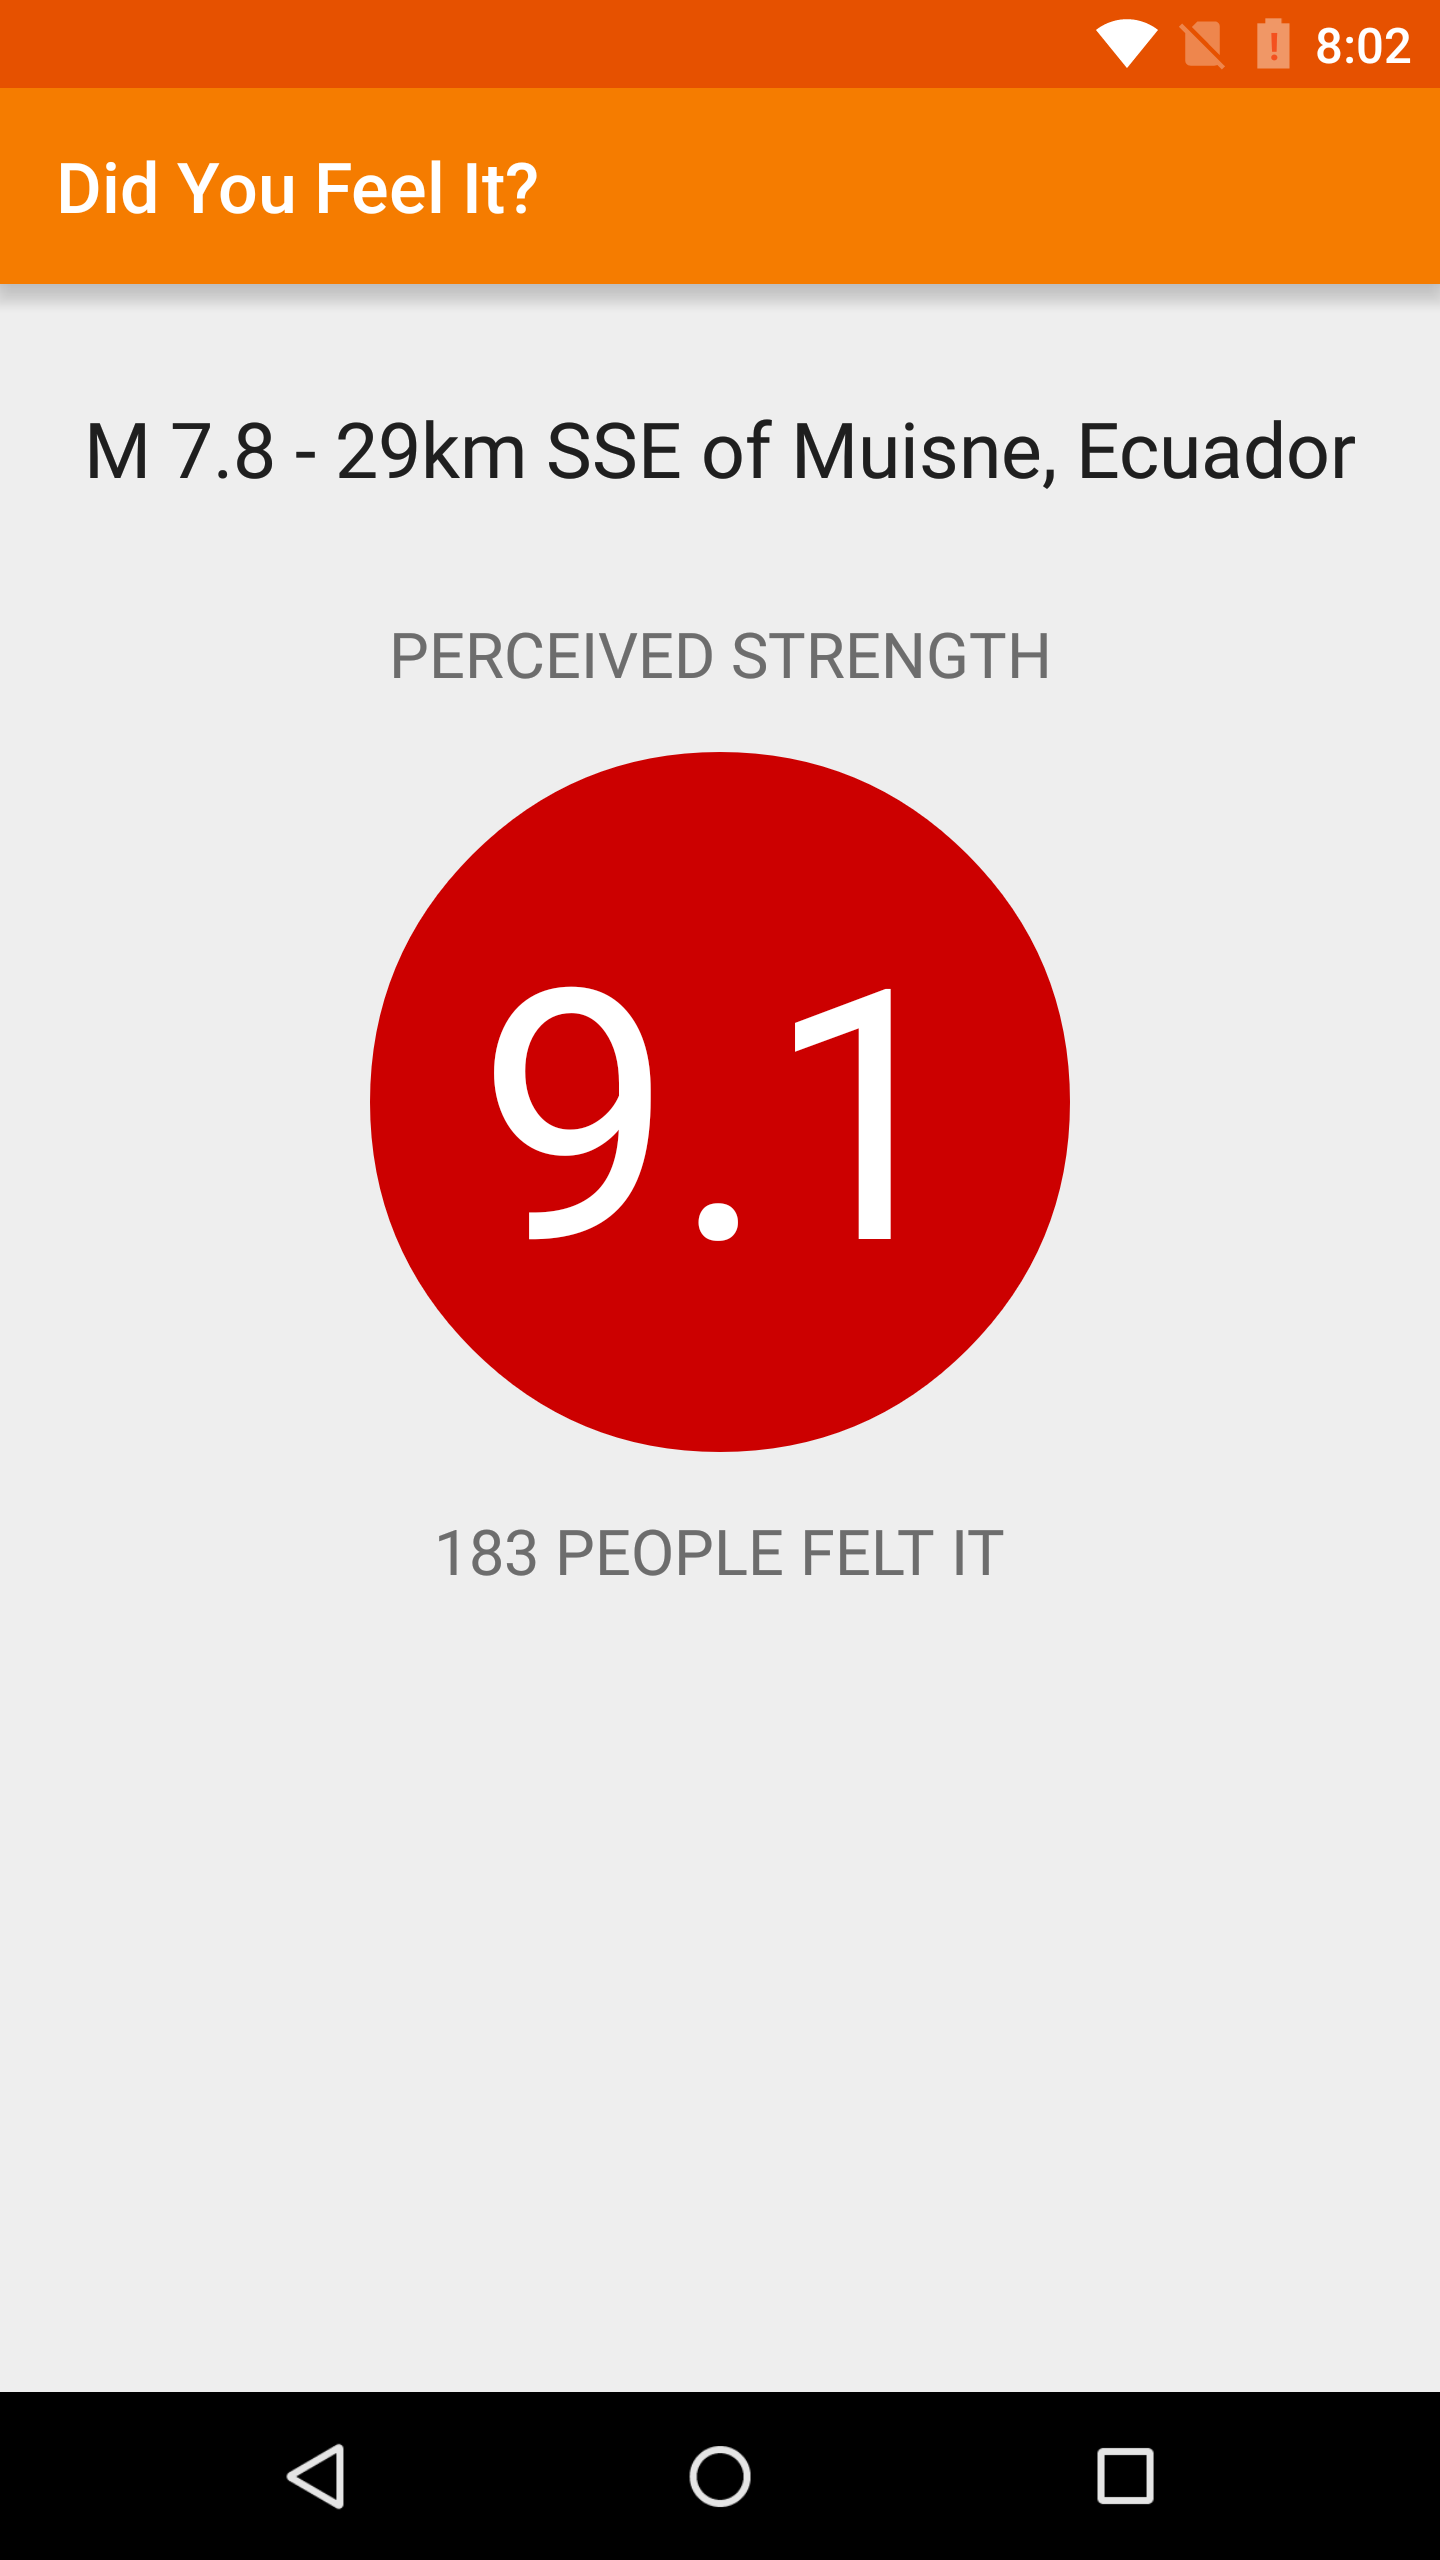 8:02
Did You Feel It?
M 7.8 - 29km SSE of Muisne, Ecuador
PERCEIVED STRENGTH
9.1
183 PEOPLE FELT IT